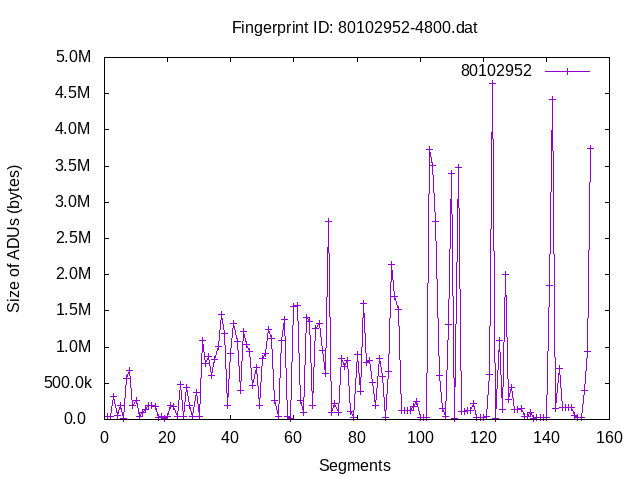 Fingerprint ID: 80102952-4800.dat
80102952
5.0M
4.5M
4.0M
3.5M
3.0M
2.5M
2.0M
1.5M
1.0M
500.0k
0.0
Size of ADUs (bytes)
0 20 40 60 80 100 120 140 160
Segments